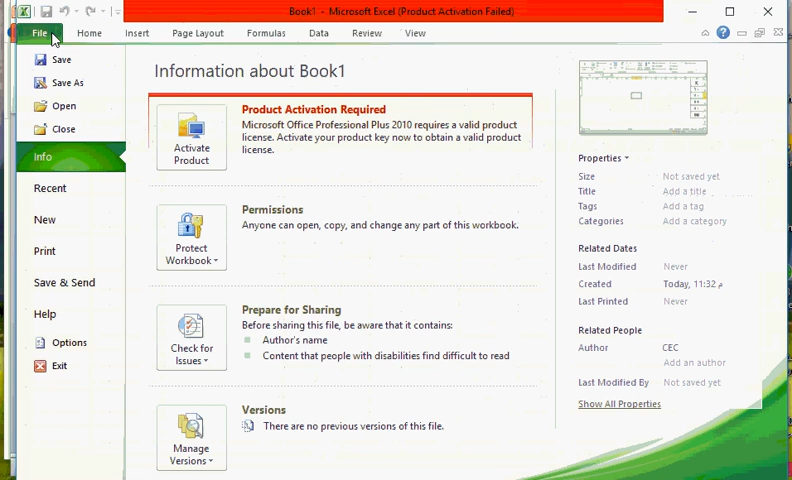 Book1 - Microsoft Excel (Product Activation Failed)
File Home Insert Page Layout Formulas Data Review View
Save
Save As
Open
Close
Info
Recent
New
Print
Save & Send
Help
Options
Exit
Information about Book1
Activate
Product
Product Activation Required
Microsoft Office Professional Plus 2010 requires a valid product
license. Activate your product key now to obtain a valid product
license.
Protect
Workbook
Permissions
Anyone can open, copy, and change any part of this workbook.
Check for
Issues
Prepare for Sharing
Before sharing this file, be aware that it contains:
Author's name
Content that people with disabilities find difficult to read
Manage
Versions
Versions
There are no previous versions of this file.
Properties
Size Not saved yet
Title Add a title
Tags Add a tag
Categories Add a category
Related Dates
Last Modified Never
Created Today, 11:32 م
Last Printed Never
Related People
Author CEC
Add an author
Last Modified By Not saved yet
Show All Properties